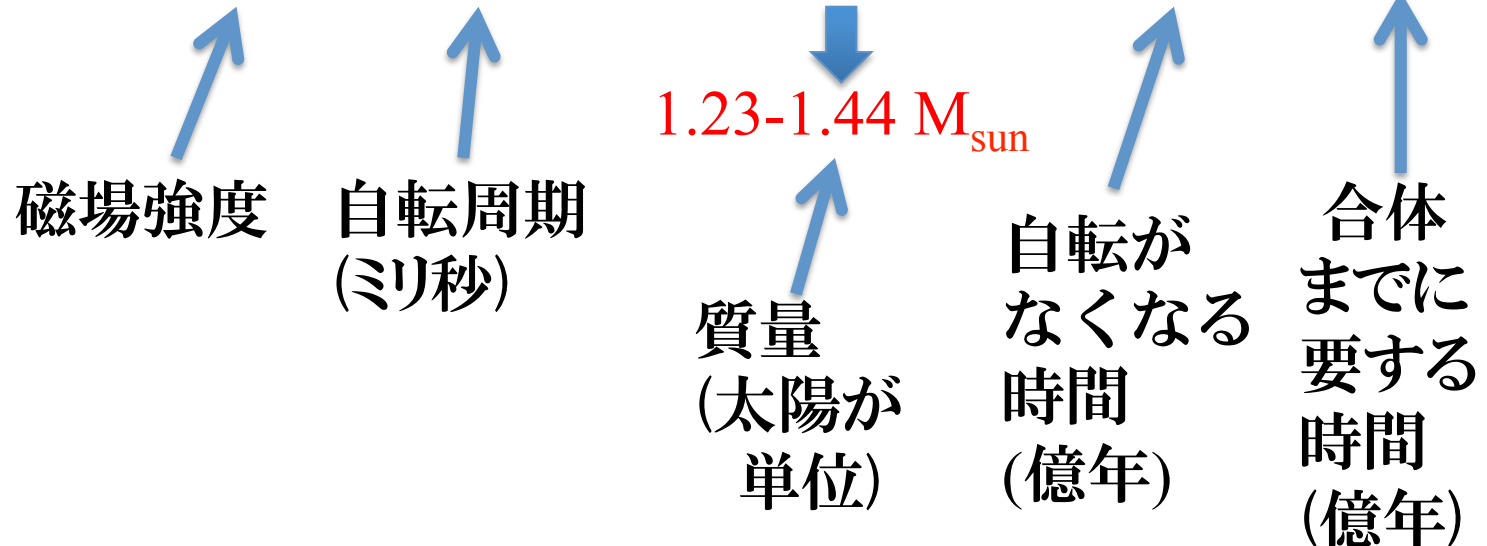 1.23-1.44 Msun
磁場強度
自転周期
(ミリ秒)
質量
(太陽が
単位)
自転が
なくなる
時間
(億年)
合体
までに
要する
時間
(億年)